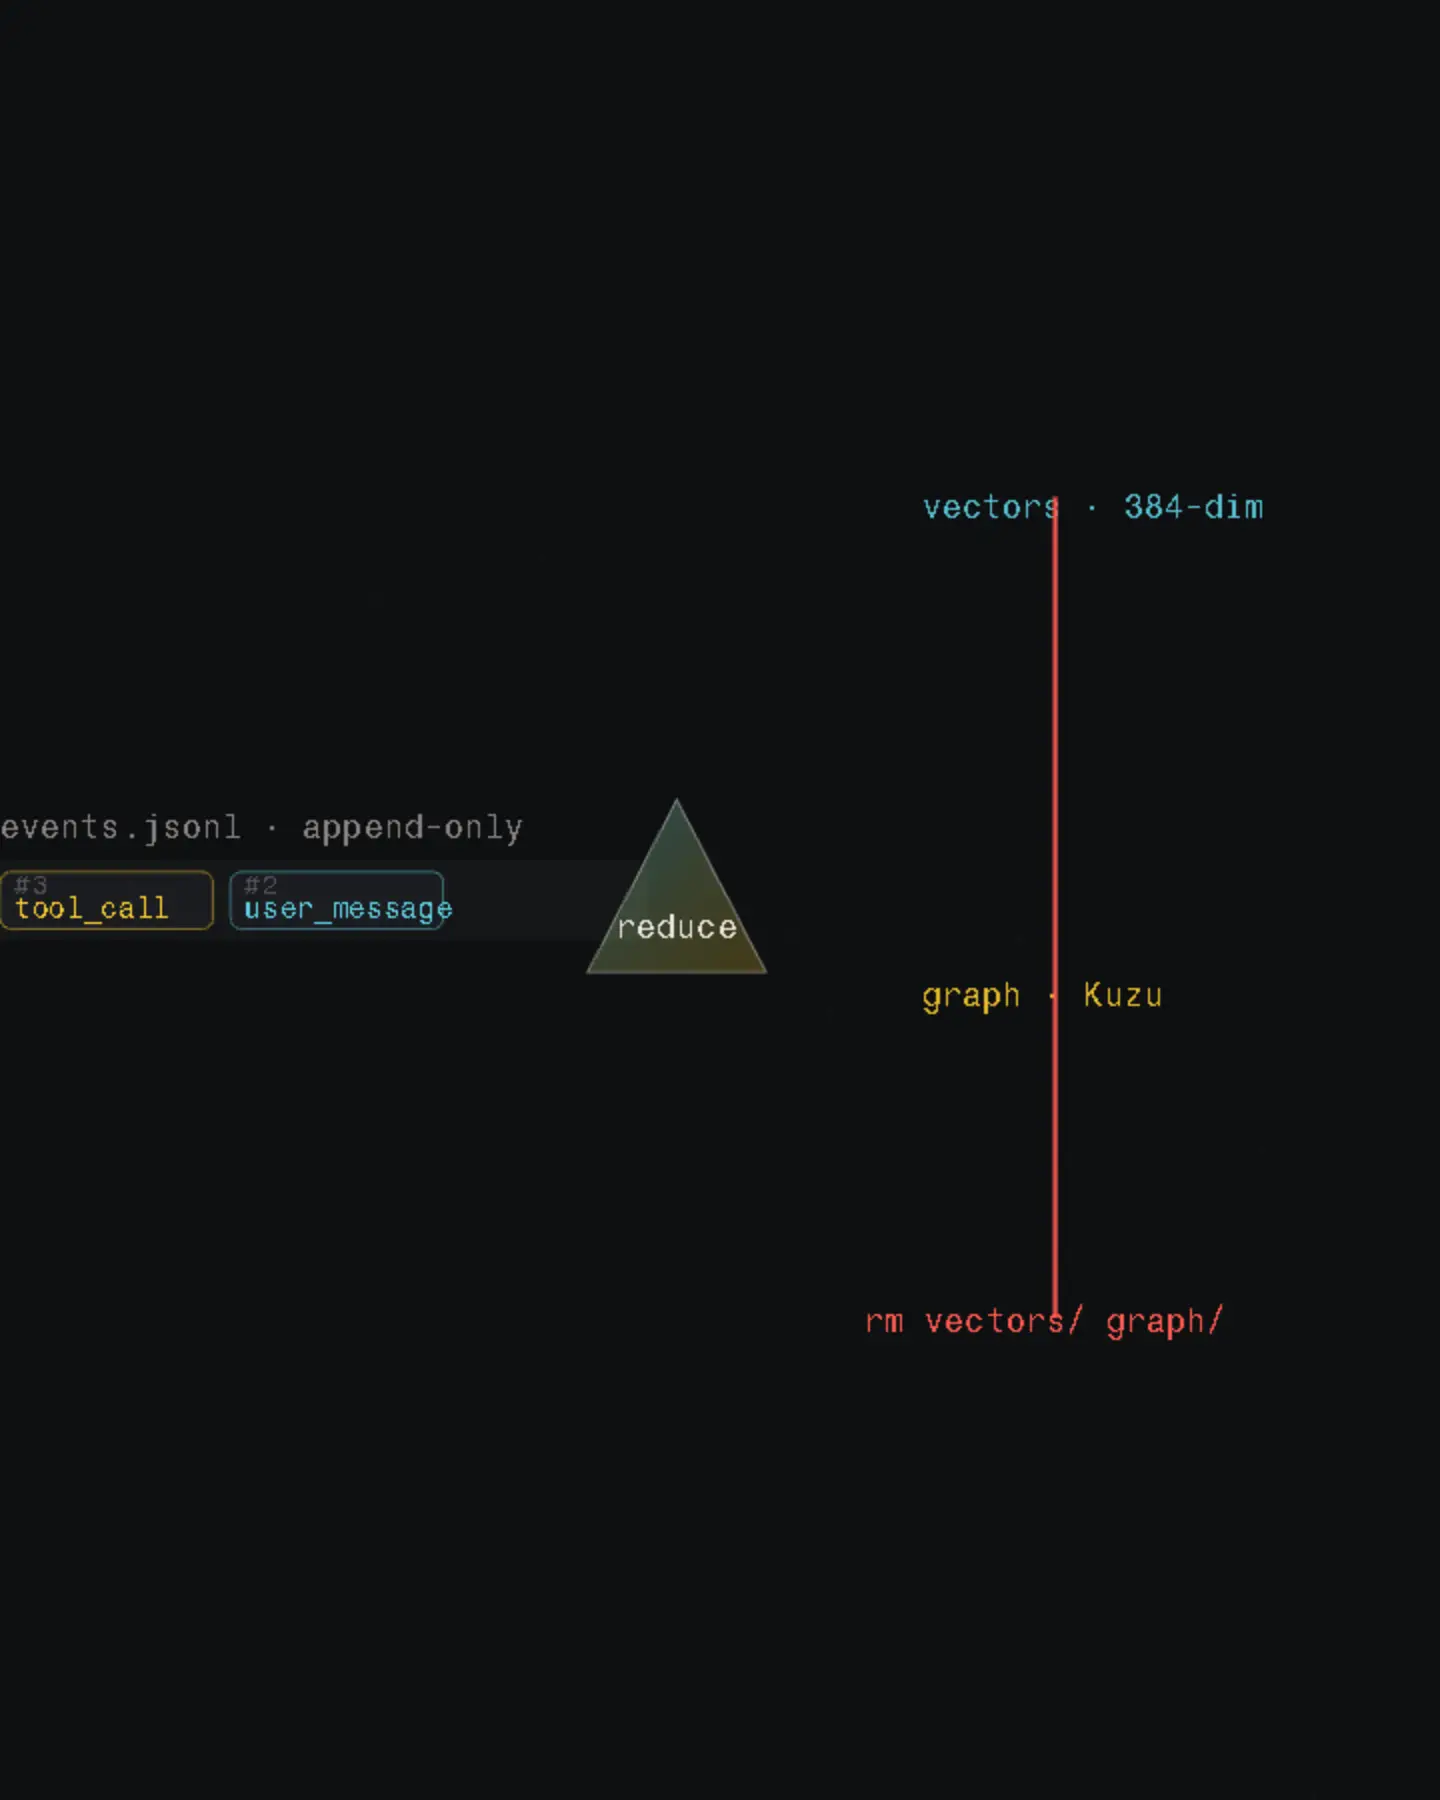 vectors · 384-dim
events.jsonl · append-only
#3
tool_call
#2
user_message
reduce
graph · Kuzu
rm vectors/ graph/